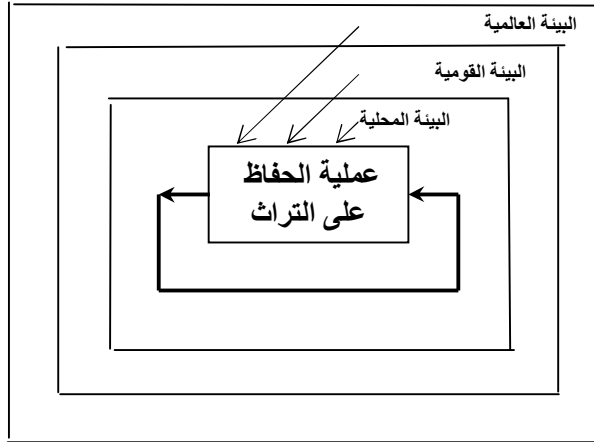 البيئة العالمية
البيئة القومية
البيئة المحلية
عملية الحفاظ
على التراث